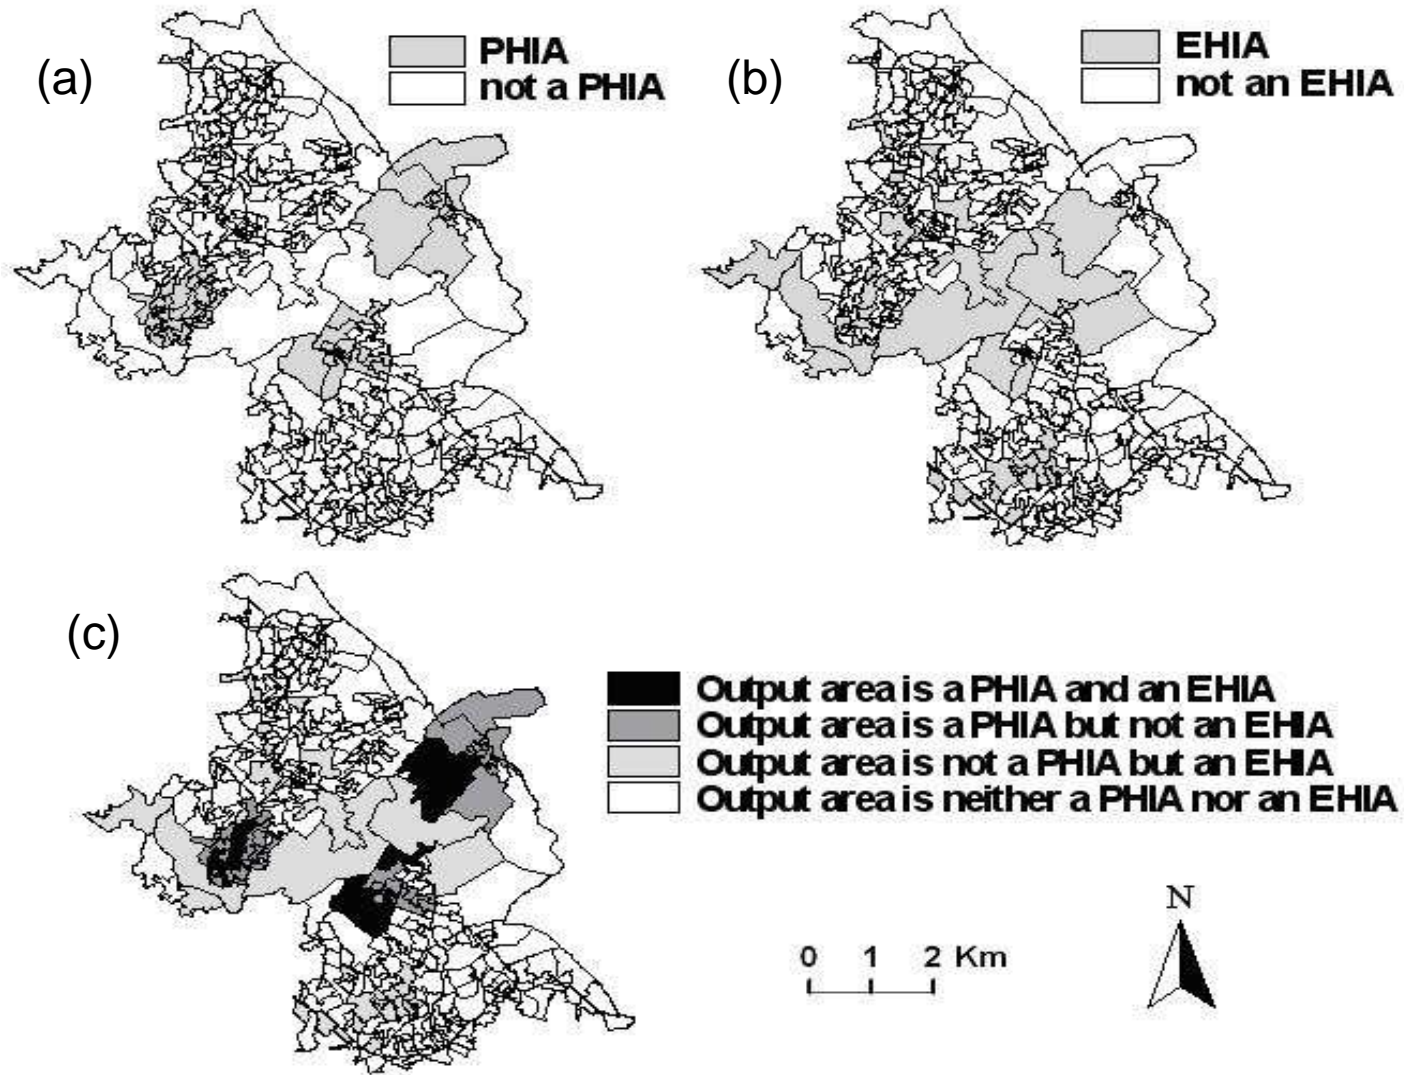 (a)
PHIA
not a PHIA
(b)
EHIA
not an EHIA
(c)
Output area is a PHIA and an EHIA
Output area is a PHIA but not an EHIA
Output area is not a PHIA but an EHIA
Output area is neither a PHIA nor an EHIA
0 1 2 Km
N